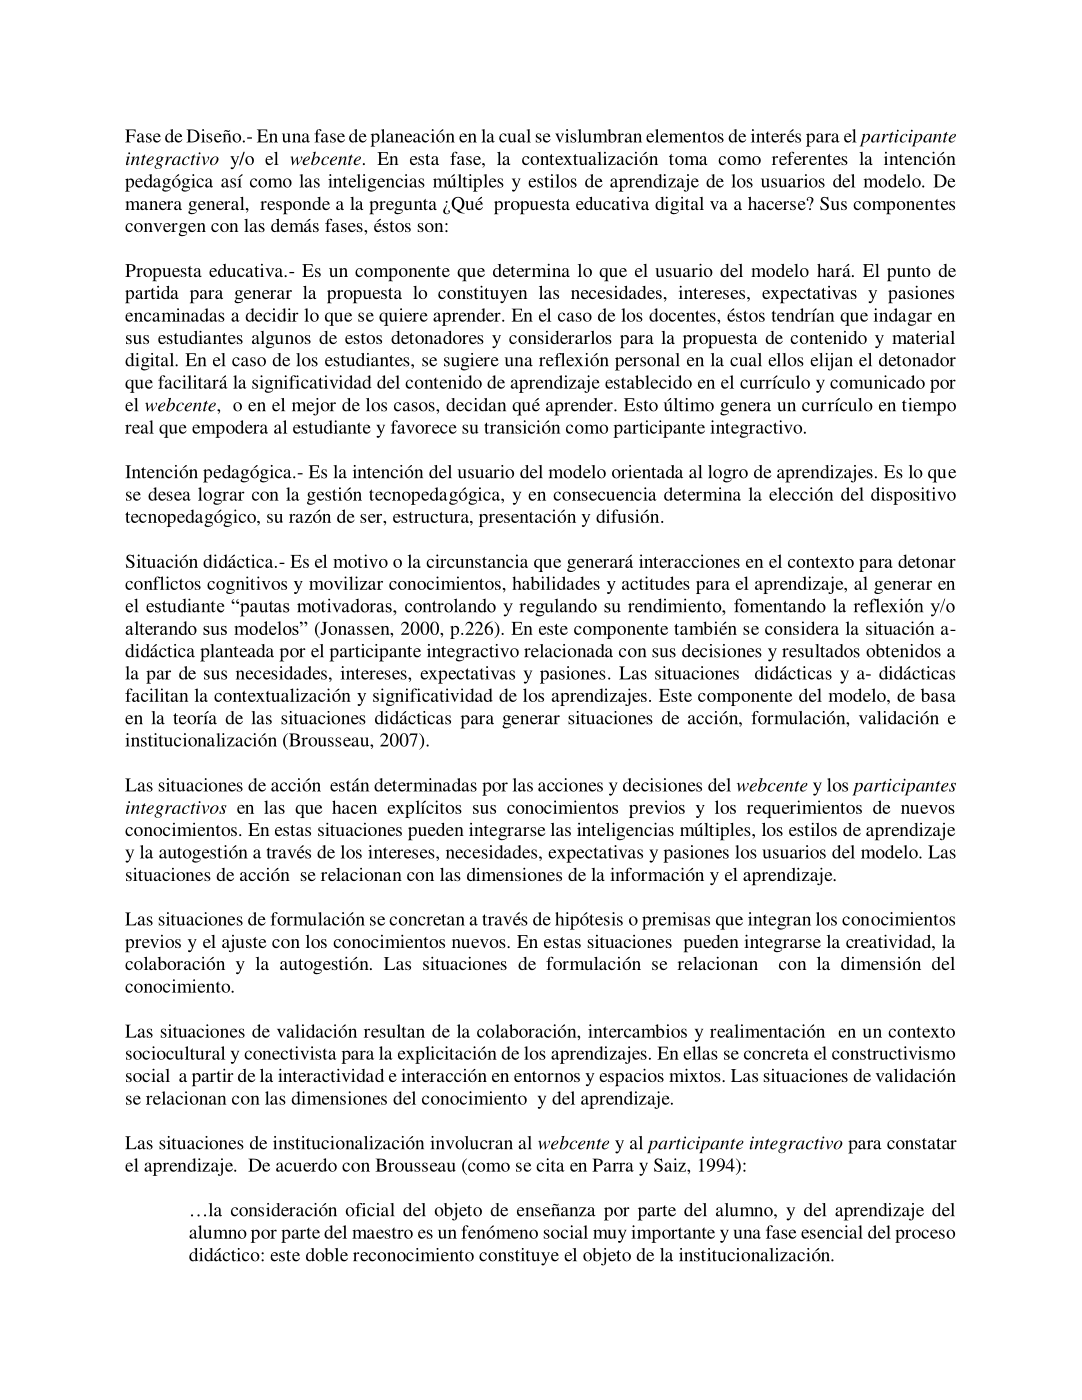 Fase de Diseño.- En una fase de planeación en la cual se vislumbran elementos de interés para el participante
integractivo y/o el webcente. En esta fase, la contextualización toma como referentes la intención
pedagógica así como las inteligencias múltiples y estilos de aprendizaje de los usuarios del modelo. De
manera general, responde a la pregunta ¿Qué propuesta educativa digital va a hacerse? Sus componentes
convergen con las demás fases, éstos son:

Propuesta educativa.- Es un componente que determina lo que el usuario del modelo hará. El punto de
partida para generar la propuesta lo constituyen las necesidades, intereses, expectativas y pasiones
encaminadas a decidir lo que se quiere aprender. En el caso de los docentes, éstos tendrían que indagar en
sus estudiantes algunos de estos detonadores y considerarlos para la propuesta de contenido y material
digital. En el caso de los estudiantes, se sugiere una reflexión personal en la cual ellos elijan el detonador
que facilitará la significatividad del contenido de aprendizaje establecido en el currículo y comunicado por
el webcente, o en el mejor de los casos, decidan qué aprender. Esto último genera un currículo en tiempo
real que empodera al estudiante y favorece su transición como participante integractivo.

Intención pedagógica.- Es la intención del usuario del modelo orientada al logro de aprendizajes. Es lo que
se desea lograr con la gestión tecnopedagógica, y en consecuencia determina la elección del dispositivo
tecnopedagógico, su razón de ser, estructura, presentación y difusión.

Situación didáctica.- Es el motivo o la circunstancia que generará interacciones en el contexto para detonar
conflictos cognitivos y movilizar conocimientos, habilidades y actitudes para el aprendizaje, al generar en
el estudiante “pautas motivadoras, controlando y regulando su rendimiento, fomentando la reflexión y/o
alterando sus modelos” (Jonassen, 2000, p.226). En este componente también se considera la situación a-
didáctica planteada por el participante integractivo relacionada con sus decisiones y resultados obtenidos a
la par de sus necesidades, intereses, expectativas y pasiones. Las situaciones didácticas y a- didácticas
facilitan la contextualización y significatividad de los aprendizajes. Este componente del modelo, de basa
en la teoría de las situaciones didácticas para generar situaciones de acción, formulación, validación e
institucionalización (Brousseau, 2007).

Las situaciones de acción están determinadas por las acciones y decisiones del webcente y los participantes
integractivos en las que hacen explícitos sus conocimientos previos y los requerimientos de nuevos
conocimientos. En estas situaciones pueden integrarse las inteligencias múltiples, los estilos de aprendizaje
y la autogestión a través de los intereses, necesidades, expectativas y pasiones los usuarios del modelo. Las
situaciones de acción se relacionan con las dimensiones de la información y el aprendizaje.

Las situaciones de formulación se concretan a través de hipótesis o premisas que integran los conocimientos
previos y el ajuste con los conocimientos nuevos. En estas situaciones pueden integrarse la creatividad, la
colaboración y la autogestión. Las situaciones de formulación se relacionan con la dimensión del
conocimiento.

Las situaciones de validación resultan de la colaboración, intercambios y realimentación en un contexto
sociocultural y conectivista para la explicitación de los aprendizajes. En ellas se concreta el constructivismo
social a partir de la interactividad e interacción en entornos y espacios mixtos. Las situaciones de validación
se relacionan con las dimensiones del conocimiento y del aprendizaje.

Las situaciones de institucionalización involucran al webcente y al participante integractivo para constatar
el aprendizaje. De acuerdo con Brousseau (como se cita en Parra y Saiz, 1994):

…la consideración oficial del objeto de enseñanza por parte del alumno, y del aprendizaje del
alumno por parte del maestro es un fenómeno social muy importante y una fase esencial del proceso
didáctico: este doble reconocimiento constituye el objeto de la institucionalización.